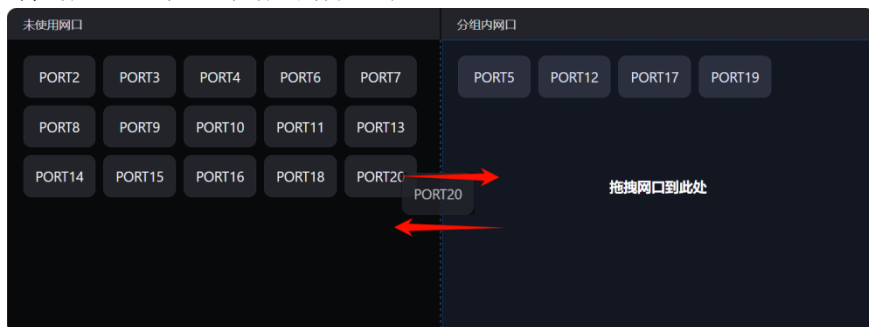 未使用网口
分组内网口
PORT2 PORT3 PORT4 PORT6 PORT7
PORT5 PORT12 PORT17 PORT19
PORT8 PORT9 PORT10 PORT11 PORT13
PORT14 PORT15 PORT16 PORT18 PORT20
PORT20
拖拽网口到此处